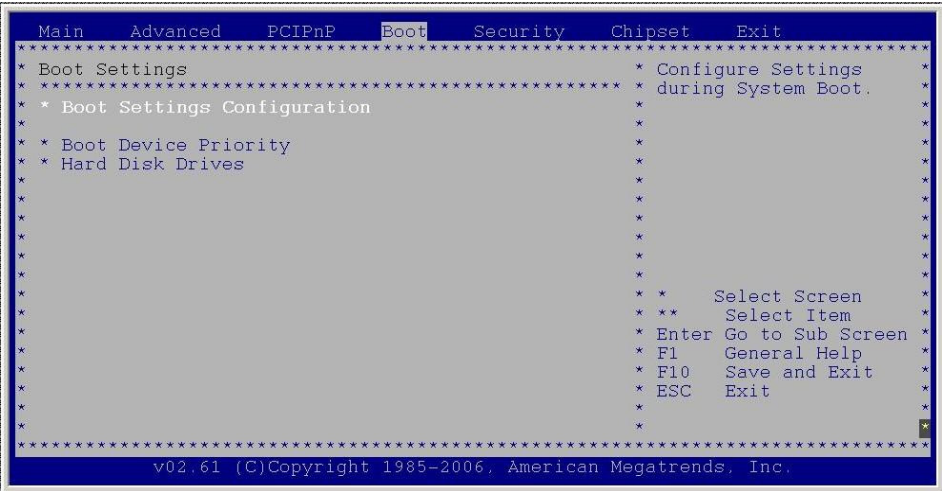 Main Advanced PCIPnP Boot Security Chipset Exit
Boot Settings
* Boot Settings Configuration
* Boot Device Priority
* Hard Disk Drives
Configure Settings
during System Boot.
* Select Screen
** Select Item
Enter Go to Sub Screen
F1 General Help
F10 Save and Exit
ESC Exit
v02.61 (C)Copyright 1985-2006, American Megatrends, Inc.